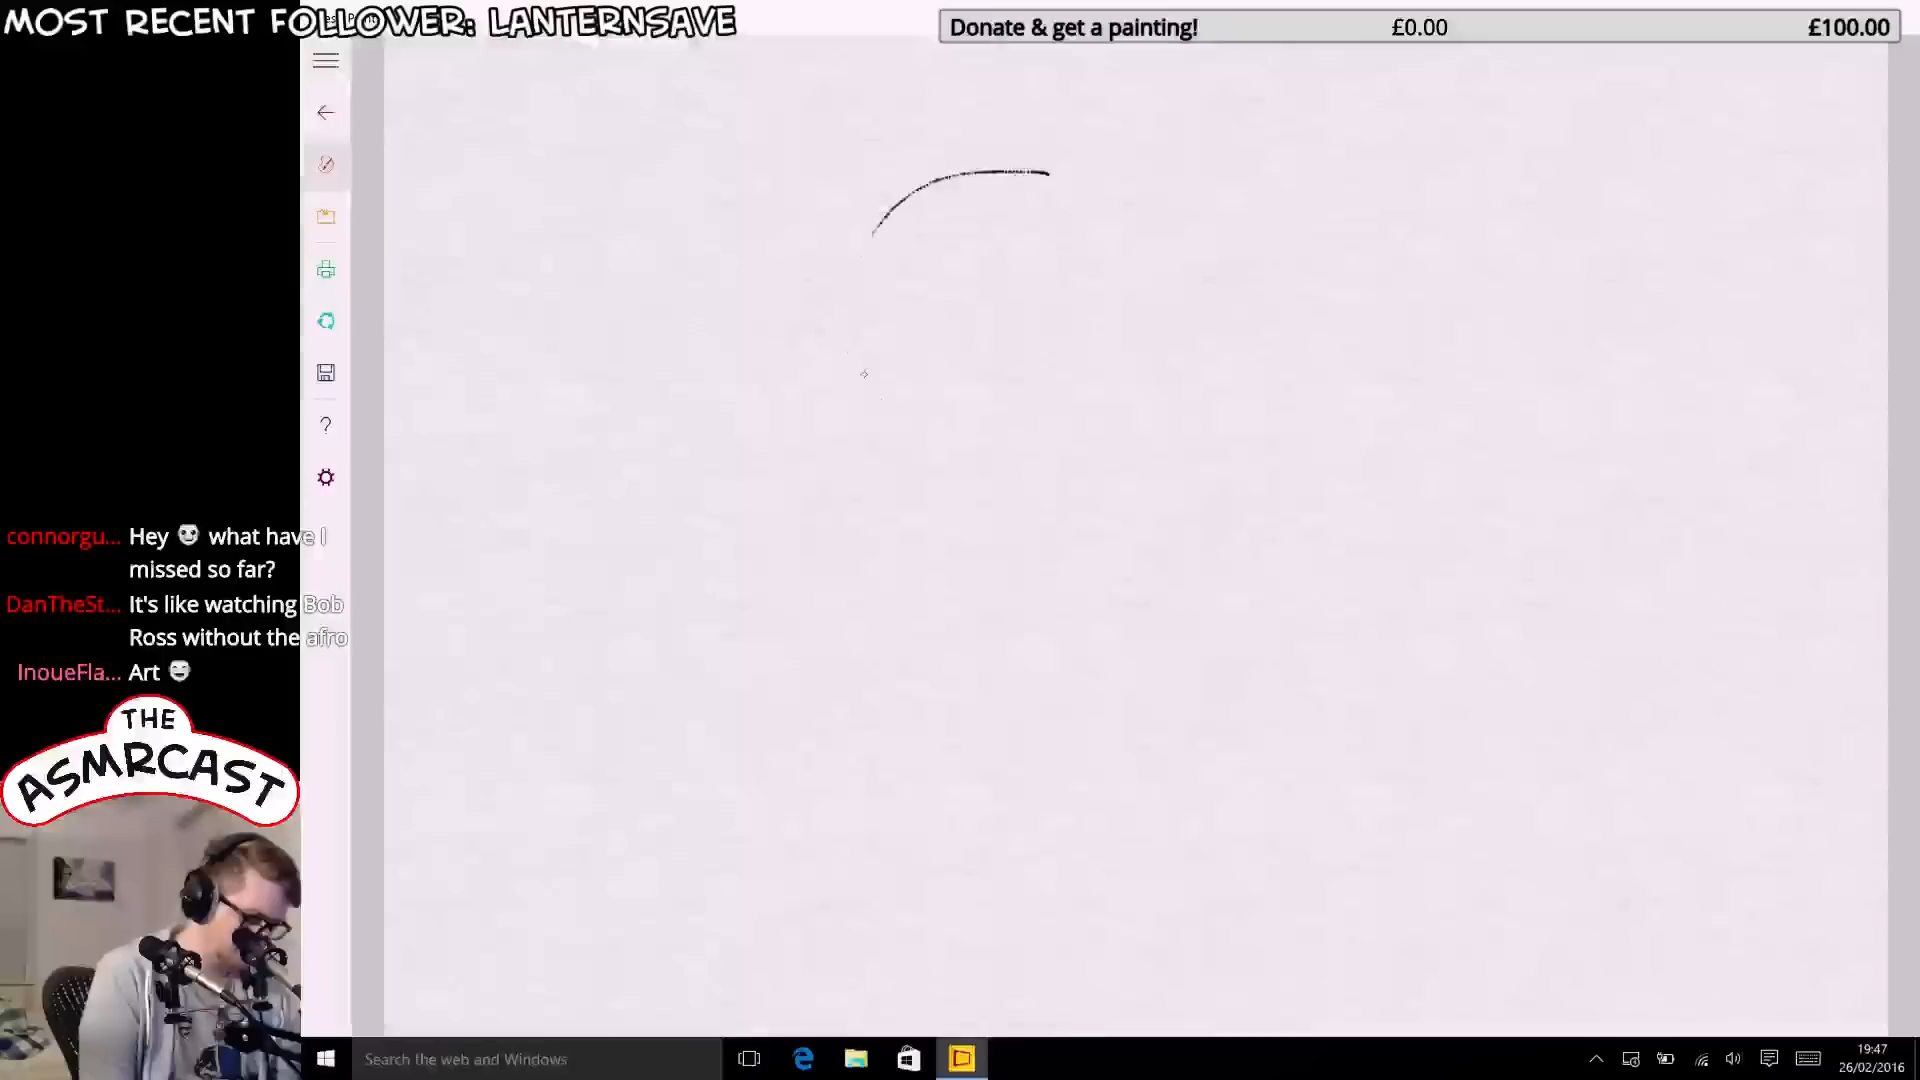 MOST RECENT FOLLOWER: LANTERNSAVE
Donate & get a painting! £0.00 £100.00
connorgu... Hey what have I
missed so far?
DanTheSt... It's like watching Bob
Ross without the afro
InoueFla... Art
THE
ASMRCAST
Search the web and Windows
19:47
26/02/2016